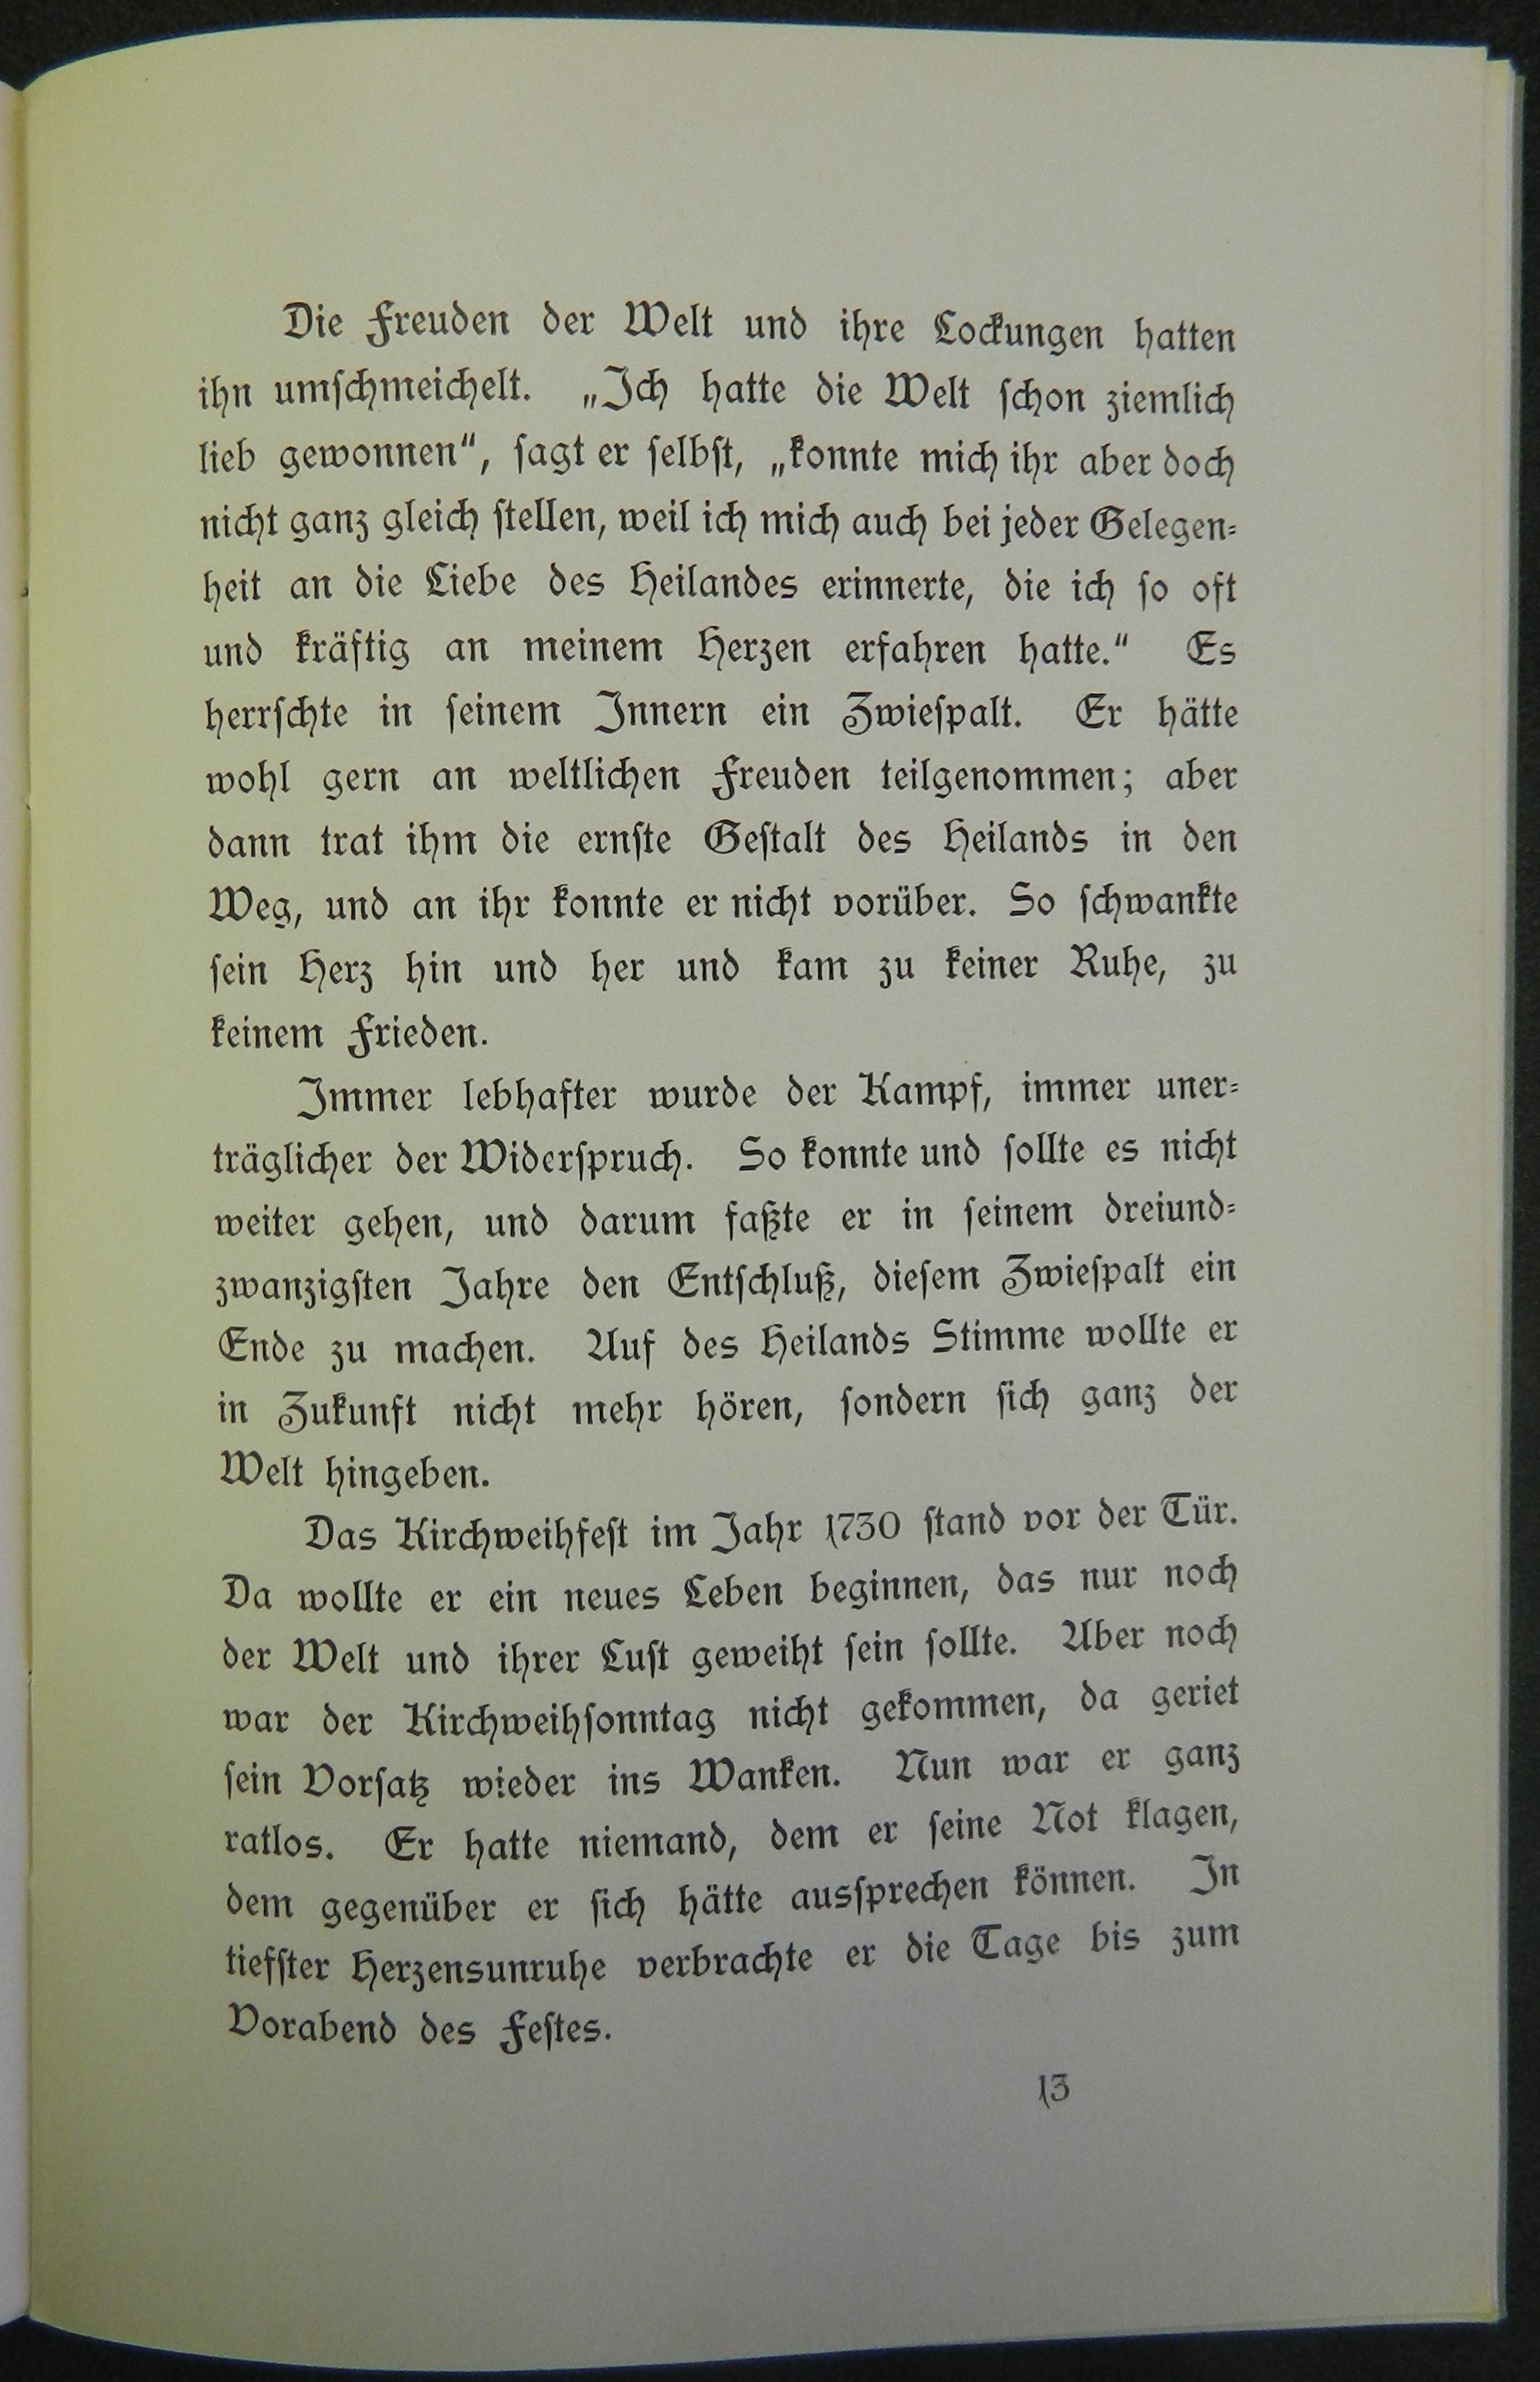 Die Freuden der Welt und ihre Lockungen hatten
ihn umſchmeichelt. „Ich hatte die Welt ſchon ziemlich
lieb gewonnen“, ſagt er ſelbſt, „konnte mich ihr aber doch
nicht ganz gleich ſtellen, weil ich mich auch bei jeder Gelegen⸗
heit an die Liebe des Heilandes erinnerte, die ich ſo oft
und kräftig an meinem Herzen erfahren hatte.“ Es
herrſchte in ſeinem Innern ein Zwieſpalt. Er hätte
wohl gern an weltlichen Freuden teilgenommen; aber
dann trat ihm die ernſte Geſtalt des Heilands in den
Weg, und an ihr konnte er nicht vorüber. So ſchwankte
ſein Herz hin und her und kam zu keiner Ruhe, zu
keinem Frieden.
Immer lebhafter wurde der Kampf, immer uner⸗
träglicher der Widerſpruch. So konnte und ſollte es nicht
weiter gehen, und darum faßte er in ſeinem dreiund⸗
zwanzigſten Jahre den Entſchluß, dieſem Zwieſpalt ein
Ende zu machen. Auf des Heilands Stimme wollte er
in Zukunft nicht mehr hören, ſondern ſich ganz der
Welt hingeben.
Das Kirchweihfeſt im Jahr 1730 ſtand vor der Tür.
Da wollte er ein neues Leben beginnen, das nur noch
der Welt und ihrer Luſt geweiht ſein ſollte. Aber noch
war der Kirchweihſonntag nicht gekommen, da geriet
ſein Vorſatz wieder ins Wanken. Nun war er ganz
ratlos. Er hatte niemand, dem er ſeine Not klagen,
dem gegenüber er ſich hätte ausſprechen können. In
tiefſter Herzensunruhe verbrachte er die Tage bis zum
Vorabend des Feſtes.
13